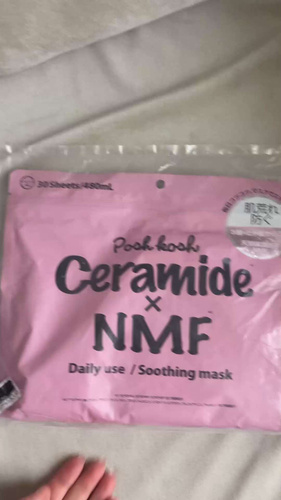 30Sheets/480mL
肌荒れ
防ぐ
Posh kosh
Ceramide
×
NMF
Daily use / Soothing mask